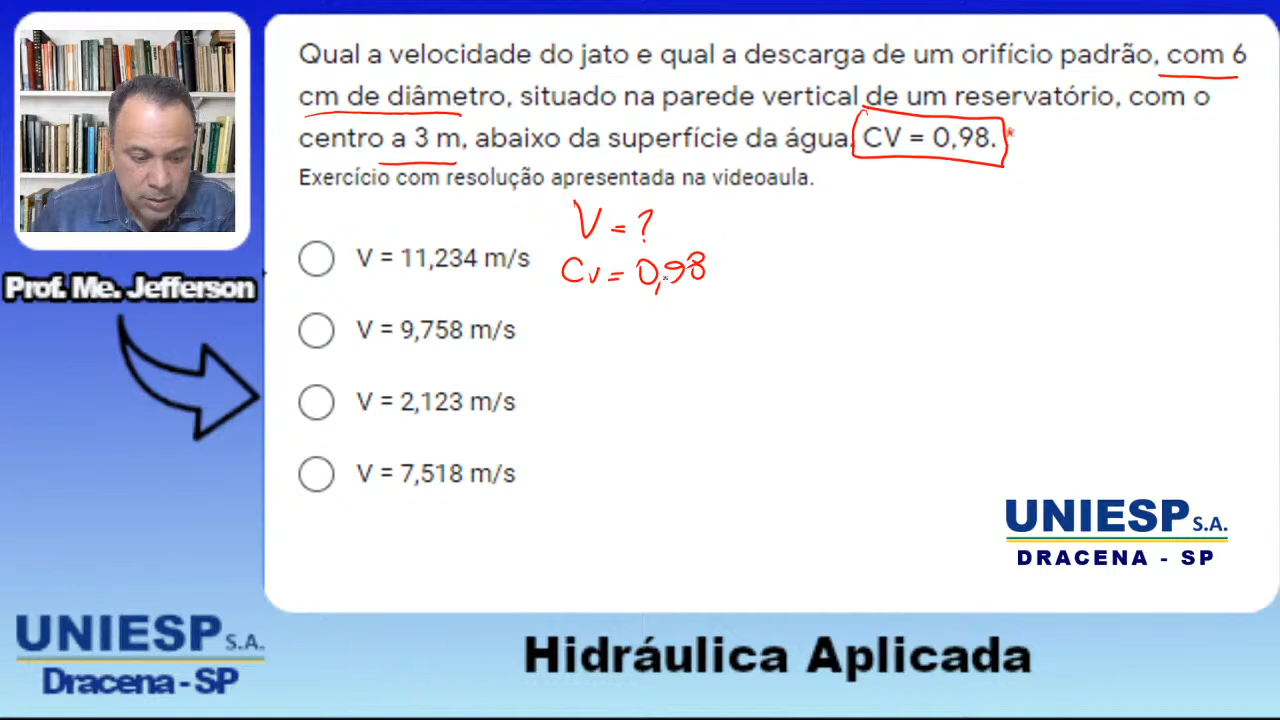 Qual a velocidade do jato e qual a descarga de um orifício padrão, com 6
cm de diâmetro, situado na parede vertical de um reservatório, com o
centro a 3 m, abaixo da superfície da água. CV = 0,98. *
Exercício com resolução apresentada na videoaula.
V = ?
V = 11,234 m/s
Cv = 0,98
Prof. Me. Jefferson
V = 9,758 m/s
V = 2,123 m/s
V = 7,518 m/s
UNIESP S.A.
DRACENA - SP
UNIESP S.A.
Dracena - SP
Hidráulica Aplicada